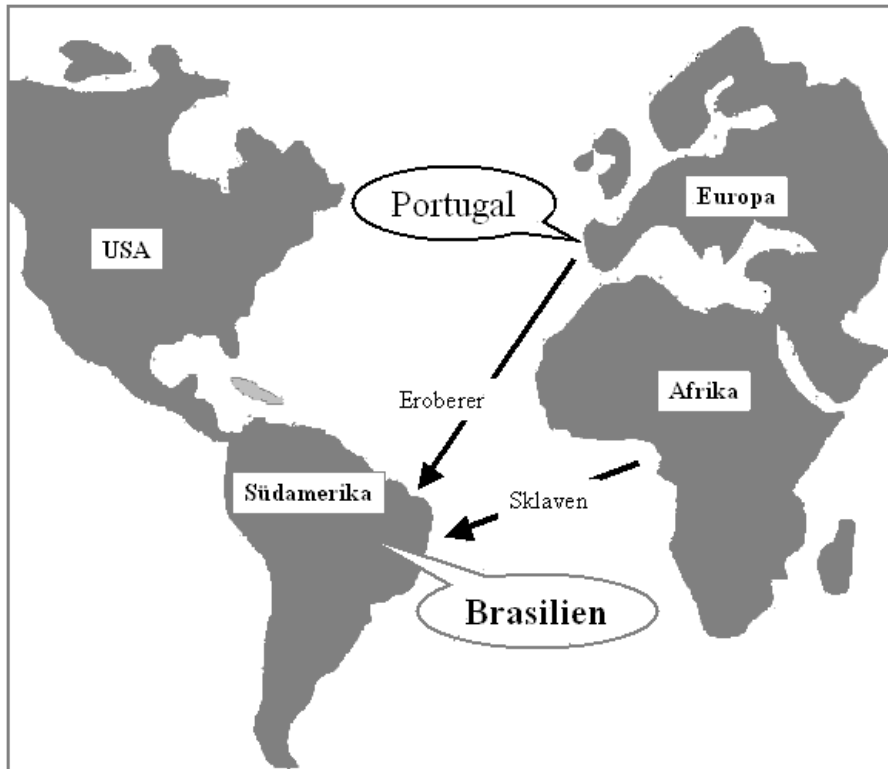 Portugal
Europa
USA
Afrika
Eroberer
Südamerika
Sklaven
Brasilien